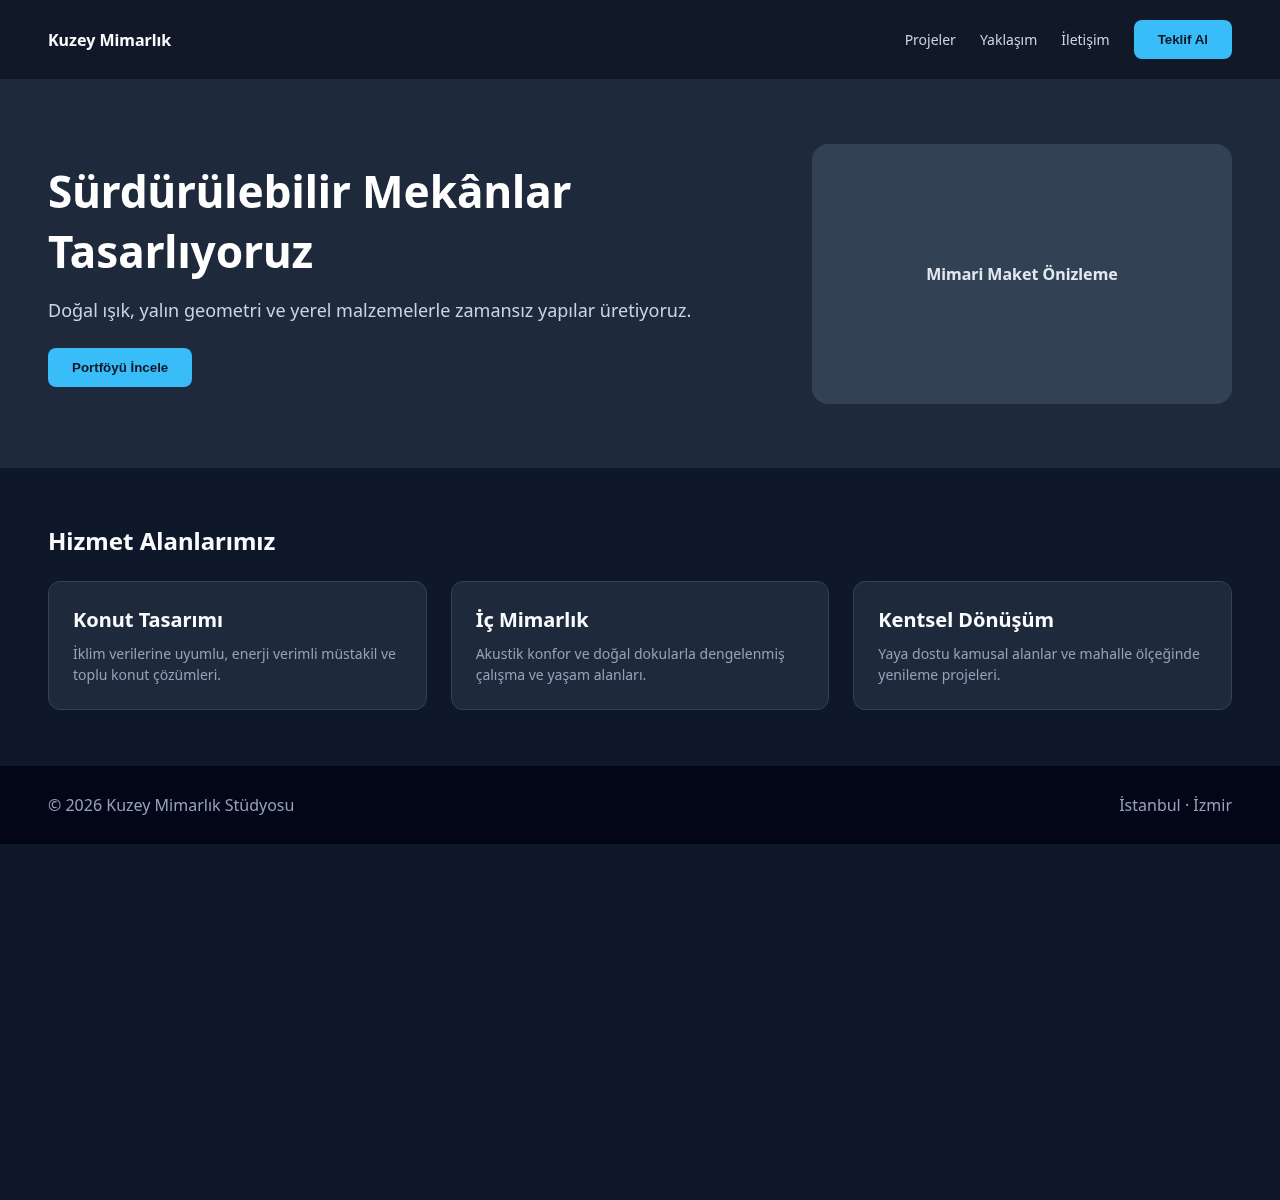 Kuzey Mimarlık
Projeler
Yaklaşım
İletişim
Teklif Al
Sürdürülebilir Mekânlar
Tasarlıyoruz
Doğal ışık, yalın geometri ve yerel malzemelerle zamansız yapılar üretiyoruz.
Portföyü İncele
Mimari Maket Önizleme
Hizmet Alanlarımız
Konut Tasarımı
İklim verilerine uyumlu, enerji verimli müstakil ve
toplu konut çözümleri.
İç Mimarlık
Akustik konfor ve doğal dokularla dengelenmiş
çalışma ve yaşam alanları.
Kentsel Dönüşüm
Yaya dostu kamusal alanlar ve mahalle ölçeğinde
yenileme projeleri.
© 2026 Kuzey Mimarlık Stüdyosu
İstanbul · İzmir